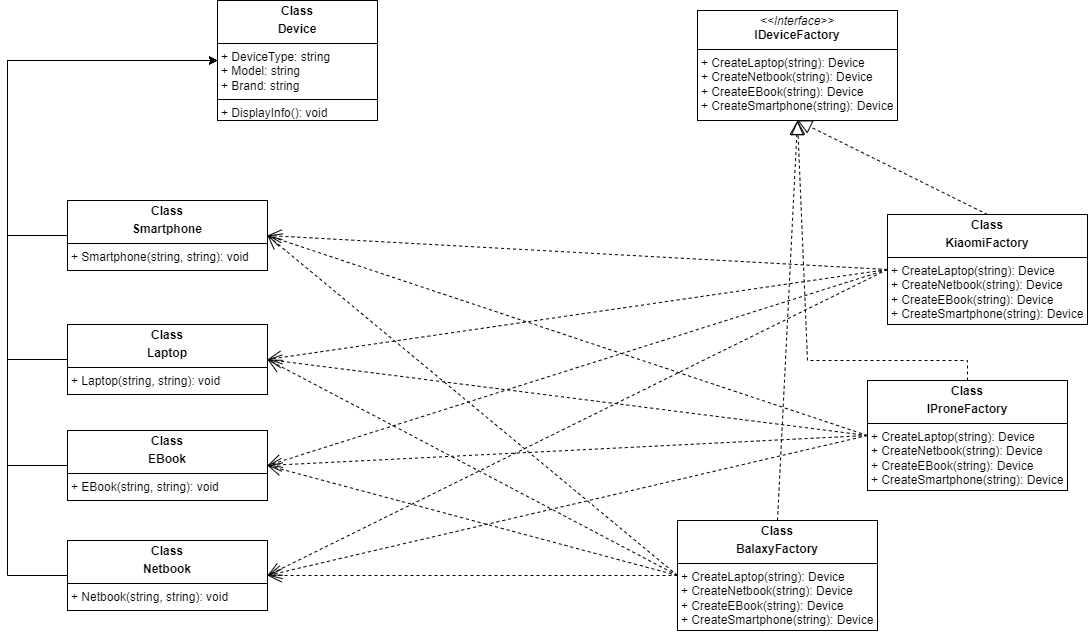 Class
Device
+ DeviceType: string
+ Model: string
+ Brand: string
+ DisplayInfo(): void
<<Interface>>
IDeviceFactory
+ CreateLaptop(string): Device
+ CreateNetbook(string): Device
+ CreateEBook(string): Device
+ CreateSmartphone(string): Device
Class
Smartphone
+ Smartphone(string, string): void
Class
KiaomiFactory
+ CreateLaptop(string): Device
+ CreateNetbook(string): Device
+ CreateEBook(string): Device
+ CreateSmartphone(string): Device
Class
Laptop
+ Laptop(string, string): void
Class
IProneFactory
+ CreateLaptop(string): Device
+ CreateNetbook(string): Device
+ CreateEBook(string): Device
+ CreateSmartphone(string): Device
Class
EBook
+ EBook(string, string): void
Class
Netbook
+ Netbook(string, string): void
Class
BalaxyFactory
+ CreateLaptop(string): Device
+ CreateNetbook(string): Device
+ CreateEBook(string): Device
+ CreateSmartphone(string): Device